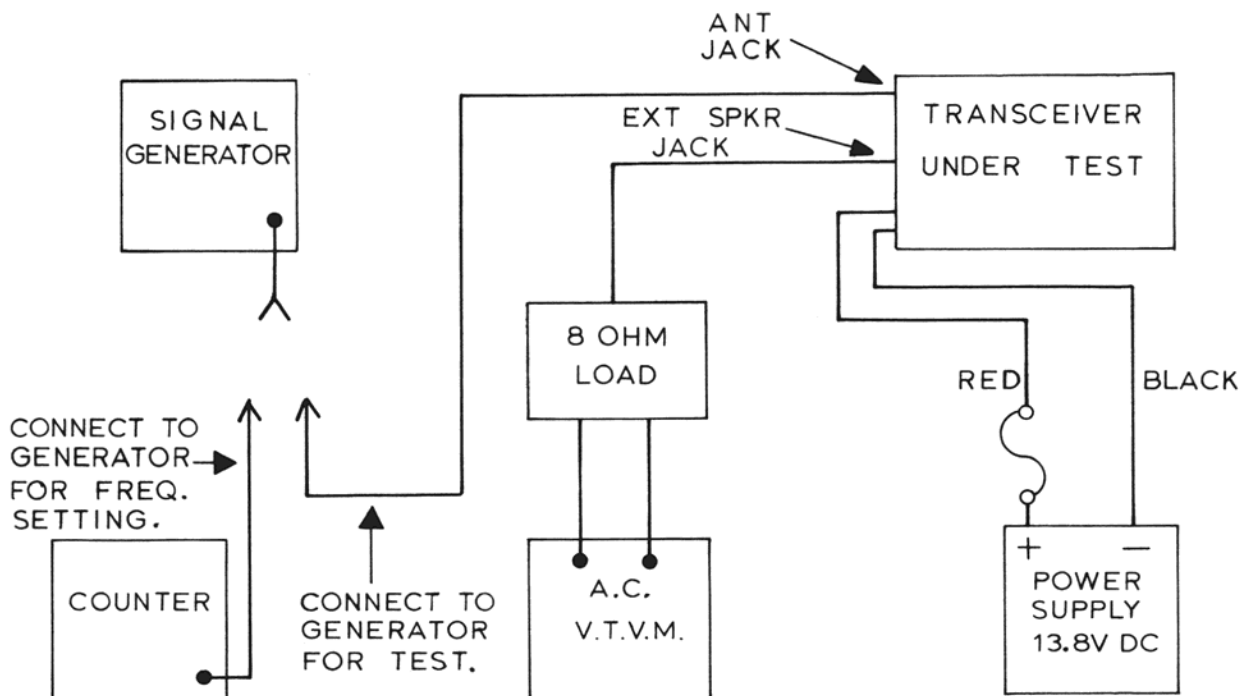 ANT
JACK
SIGNAL
GENERATOR
EXT SPKR
JACK
TRANSCEIVER
UNDER TEST
8 OHM
LOAD
RED
BLACK
CONNECT TO
GENERATOR
FOR FREQ.
SETTING.
COUNTER
CONNECT TO
GENERATOR
FOR TEST.
A.C.
V.T.V.M.
+ —
POWER
SUPPLY
13.8V DC